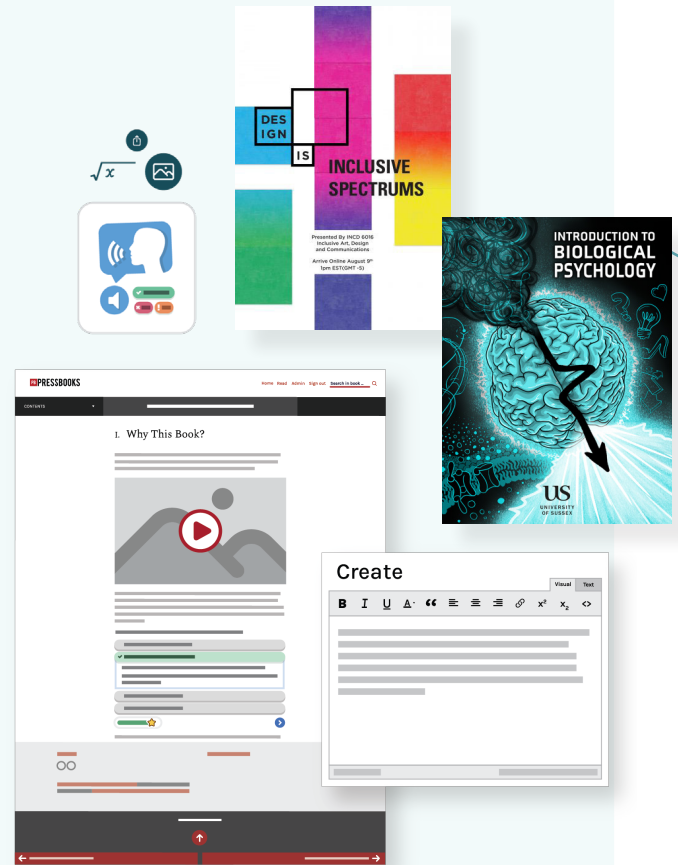 DES
IGN
IS
INCLUSIVE
SPECTRUMS
Presented By INCD 6016
Inclusive Art, Design
and Communications
Arrive Online August 9th
1pm EST(GMT -5)
√x
INTRODUCTION TO
BIOLOGICAL
PSYCHOLOGY
US
UNIVERSITY
OF SUSSEX
PRESSBOOKS
Home Read Admin Sign out Search in book …
CONTENTS
1. Why This Book?
Create
Visual Text
B I U A “ x² x₂ <>